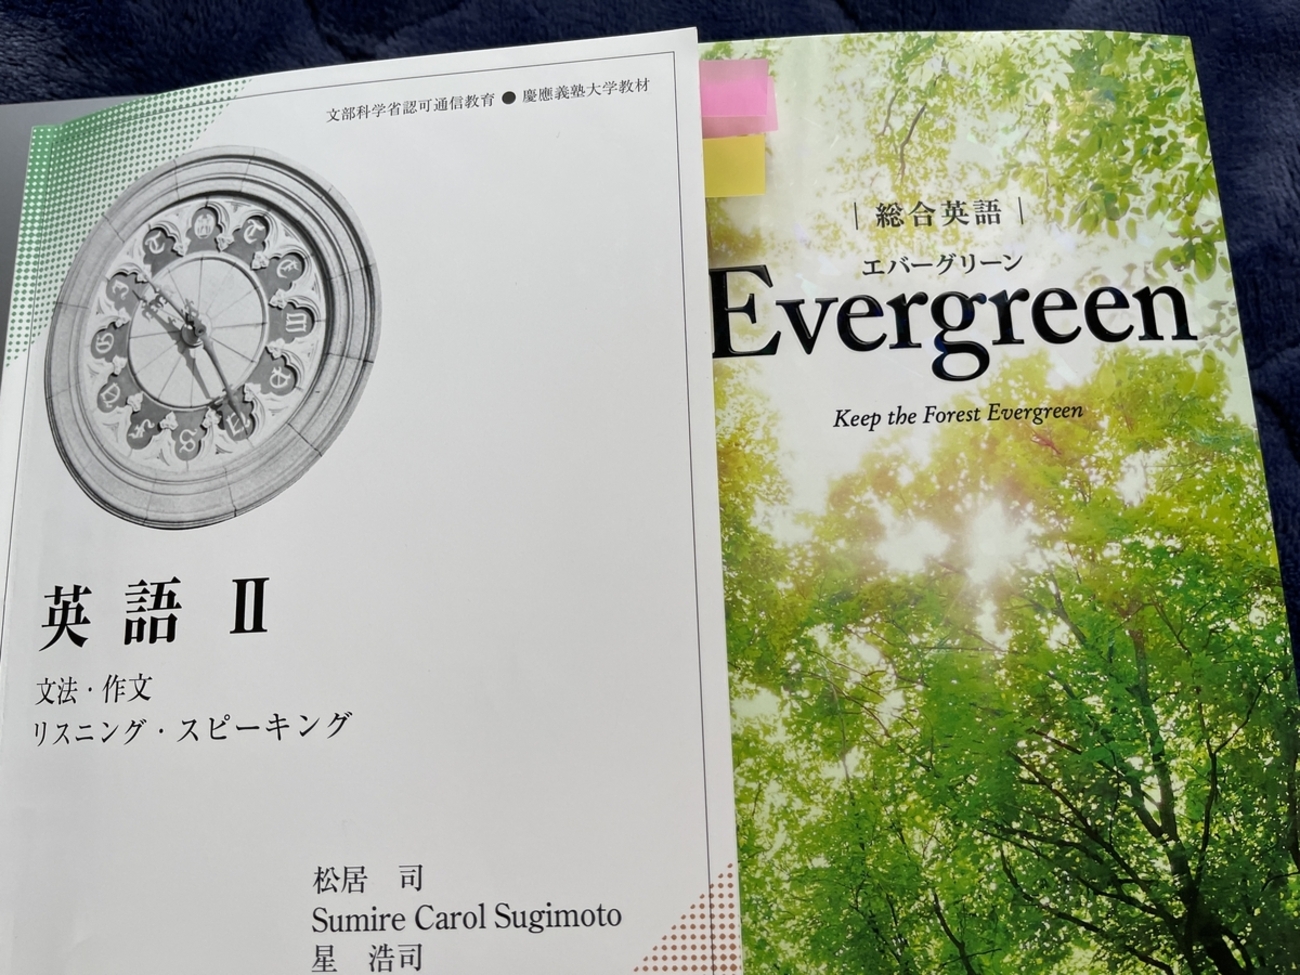 文部科学省認可通信教育 ● 慶應義塾大学教材
英語 II
文法・作文
リスニング・スピーキング
松居 司
Sumire Carol Sugimoto
星 浩司
| 総合英語 |
エバーグリーン
Evergreen
Keep the Forest Evergreen